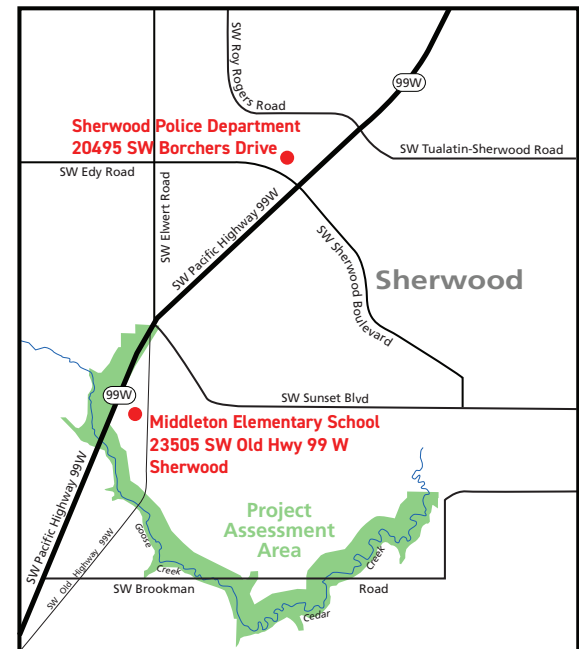 SW Roy Rogers Road
99W
Sherwood Police Department
20495 SW Borchers Drive
SW Tualatin-Sherwood Road
SW Edy Road
SW Elwert Road
SW Pacific Highway 99W
SW Sherwood Boulevard
Sherwood
99W
SW Sunset Blvd
Middleton Elementary School
23505 SW Old Hwy 99 W
Sherwood
SW Pacific Highway 99W
SW Old Highway 99W
Project
Assessment
Area
Goose
Creek
Creek
SW Brookman
Road
Cedar